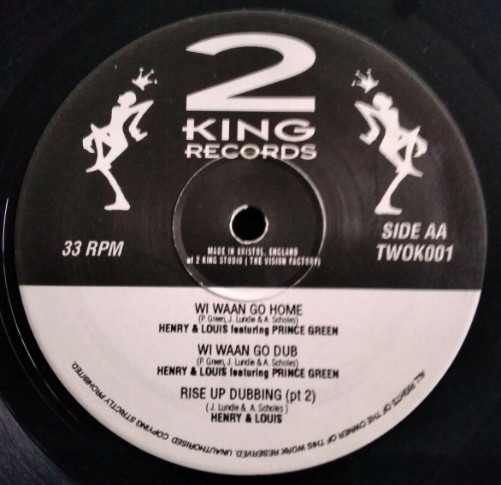 2
KING
RECORDS
33 RPM
SIDE AA
TWOK001
MADE IN BRISTOL, ENGLAND
at 2 KING STUDIO ( THE VISION FACTORY)
WI WAAN GO HOME
(P. Green, J. Lundie & A. Scholes)
HENRY & LOUIS featuring PRINCE GREEN
WI WAAN GO DUB
(P. Green, J. Lundie & A. Scholes)
HENRY & LOUIS featuring PRINCE GREEN
RISE UP DUBBING (pt 2)
( J. Lundie & A. Scholes )
HENRY & LOUIS
ALL RIGHTS OF THE OWNER OF THIS WORK RESERVED. UNAUTHORISED COPYING STRICTLY PROHIBITED.